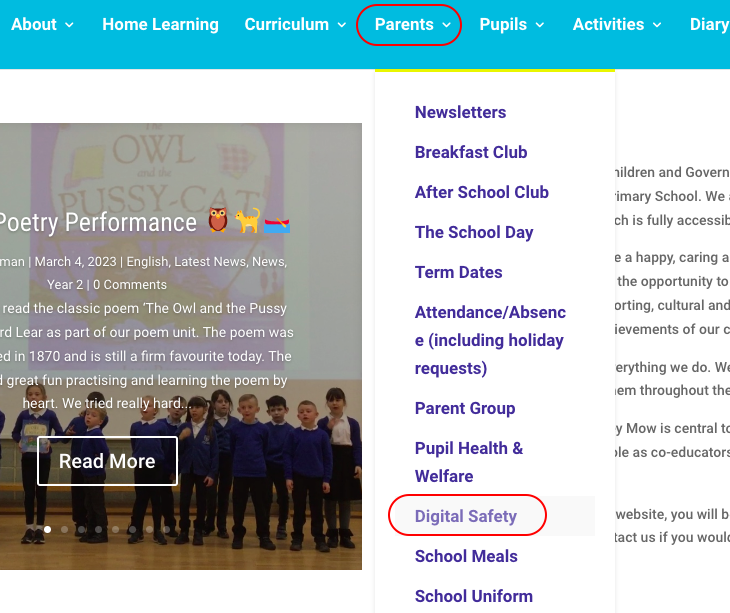 About
Home Learning
Curriculum
Parents
Pupils
Activities
Diary
The
OWL
and the
PUSSY-CAT
Poetry Performance 🦉🐈🛶
man | March 4, 2023 | English, Latest News, News,
Year 2 | 0 Comments
read the classic poem ‘The Owl and the Pussy
rd Lear as part of our poem unit. The poem was
ed in 1870 and is still a firm favourite today. The
d great fun practising and learning the poem by
heart. We tried really hard...
Read More
Newsletters
Breakfast Club
After School Club
The School Day
Term Dates
Attendance/Absenc
e (including holiday
requests)
Parent Group
Pupil Health &
Welfare
Digital Safety
School Meals
School Uniform
hildren and Govern
rimary School. We
ch is fully accessib
e a happy, caring a
the opportunity to
orting, cultural and
ievements of our c
verything we do. We
hem throughout the
y Mow is central to
ble as co-educators
website, you will b
tact us if you would